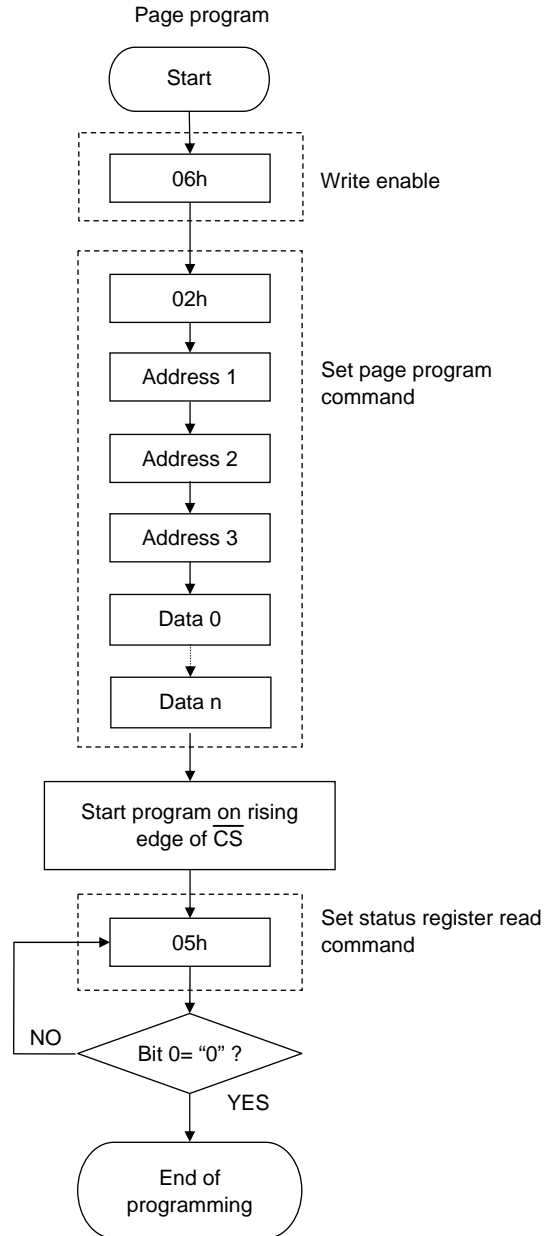 Page program
Start
06h
Write enable
02h
Address 1
Set page program
command
Address 2
Address 3
Data 0
Data n
Start program on rising
edge of C̅S̅
Set status register read
command
05h
NO
Bit 0= “0” ?
YES
End of
programming